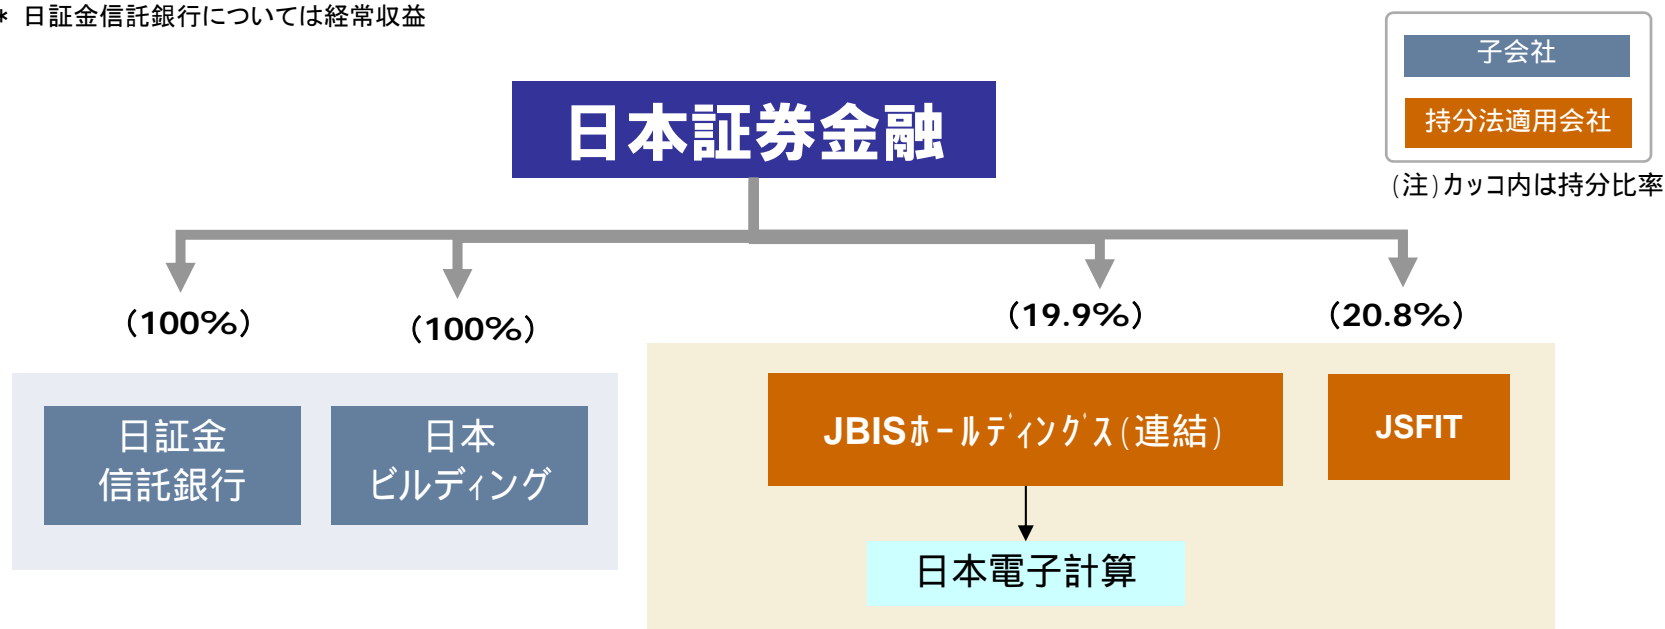 * 日証金信託銀行については経常収益
子会社
持分法適用会社
(注)カッコ内は持分比率
日本証券金融
(100%)
(100%)
(19.9%)
(20.8%)
日証金
信託銀行
日本
ビルディング
JBISﾎｰﾙﾃﾞｨﾝｸﾞｽ(連結)
JSFIT
日本電子計算